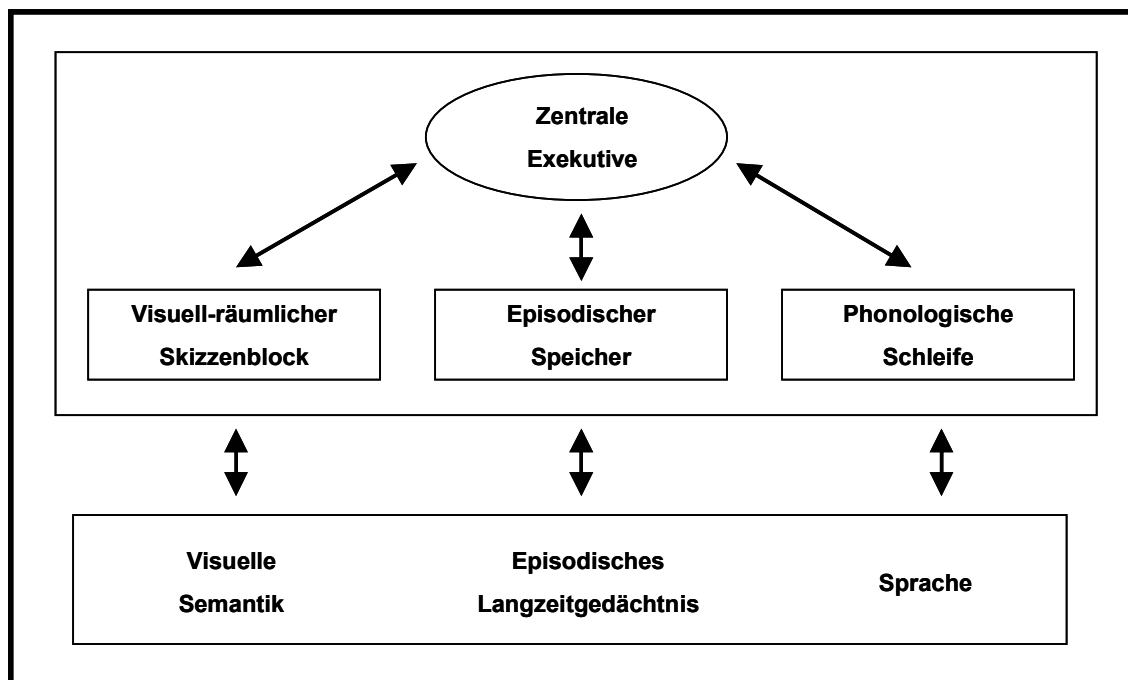 Zentrale
Exekutive
Visuell-räumlicher
Skizzenblock
Episodischer
Speicher
Phonologische
Schleife
Visuelle
Semantik
Episodisches
Langzeitgedächtnis
Sprache